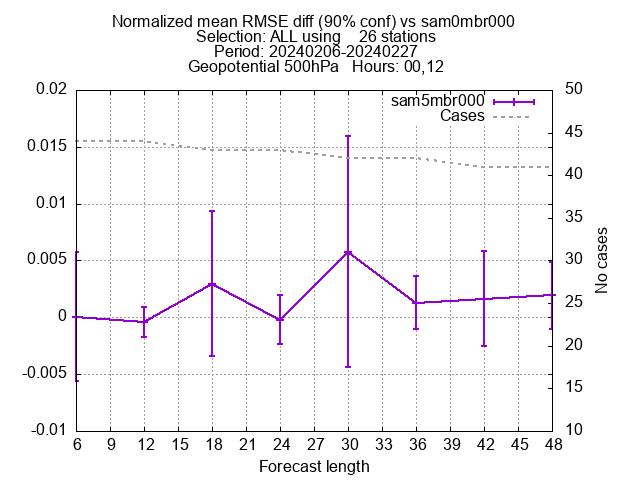 Normalized mean RMSE diff (90% conf) vs sam0mbr000
Selection: ALL using    26 stations
Period: 20240206-20240227
Geopotential 500hPa   Hours: 00,12
sam5mbr000
Cases
0.02
0.015
0.01
0.005
0
-0.005
-0.01
50
45
40
35
30
25
20
15
10
No cases
6 9 12 15 18 21 24 27 30 33 36 39 42 45 48
Forecast length